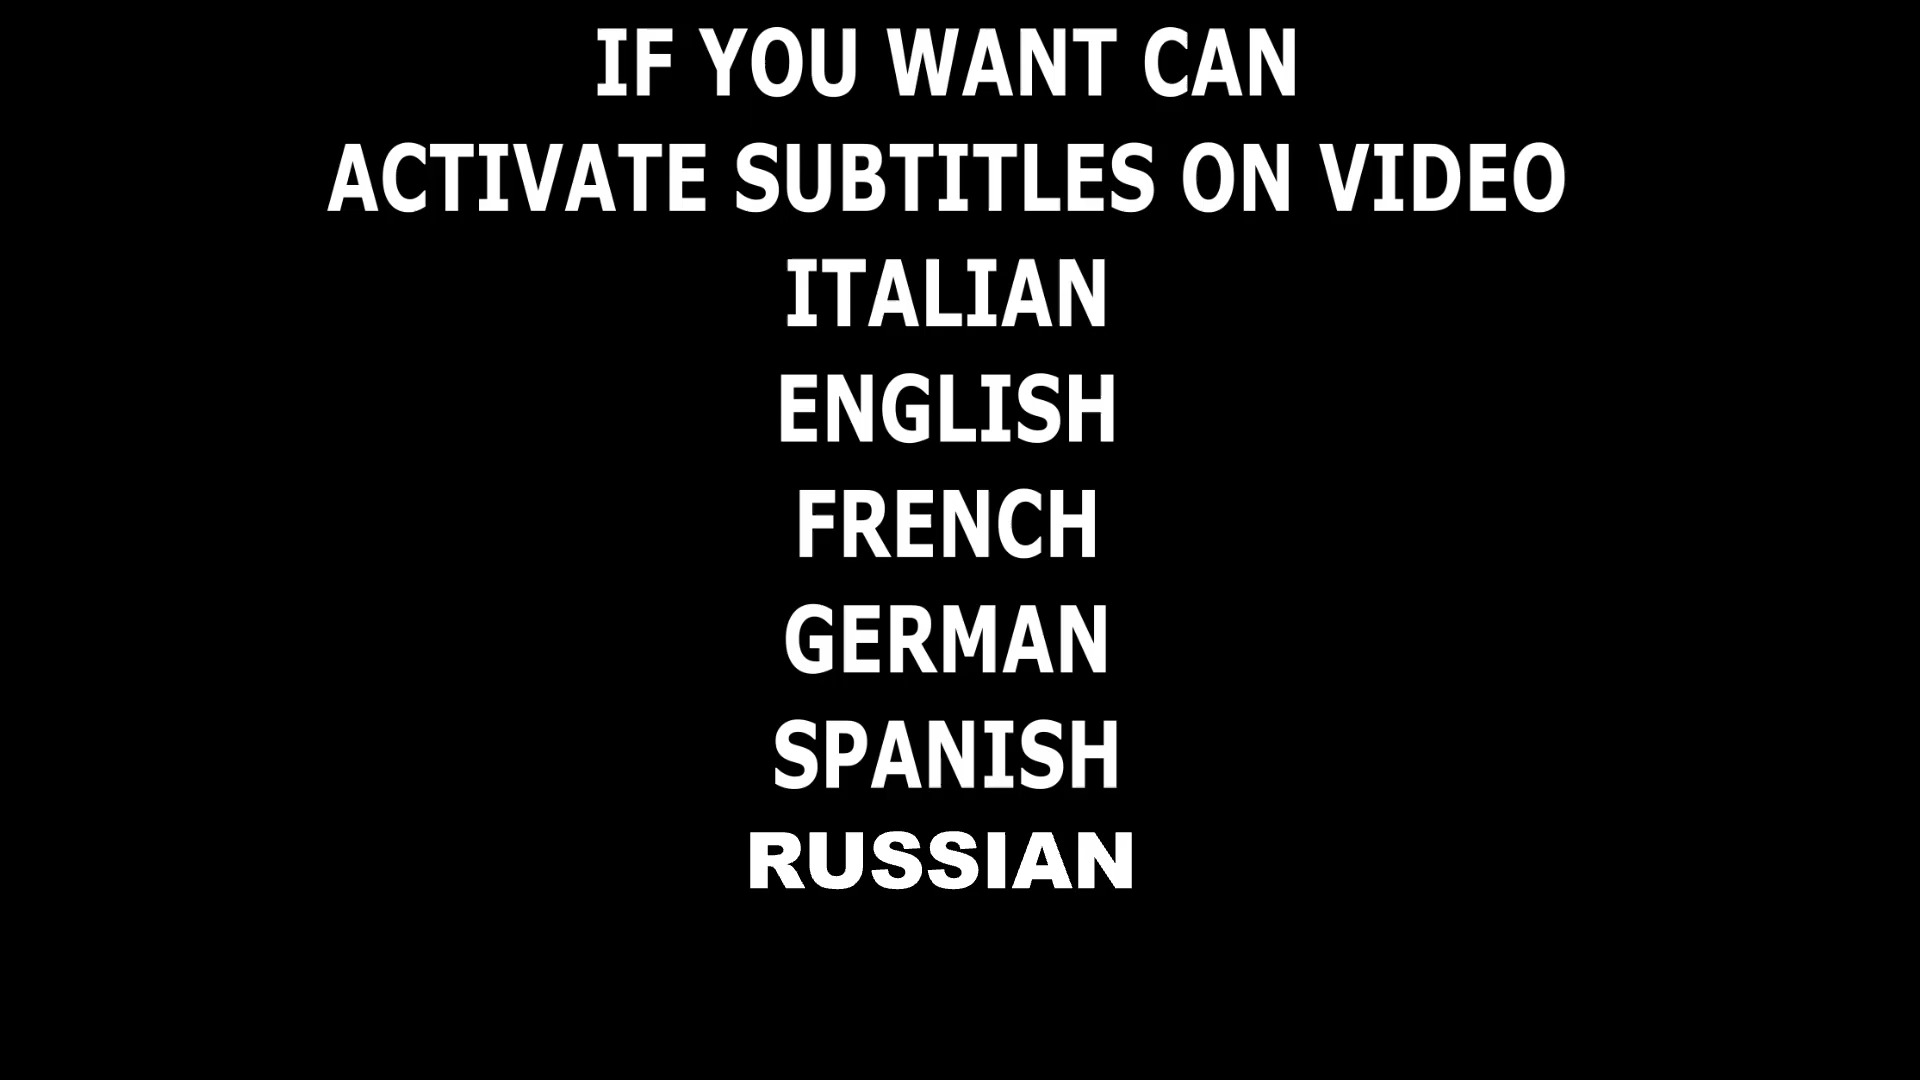 IF YOU WANT CAN
ACTIVATE SUBTITLES ON VIDEO
ITALIAN
ENGLISH
FRENCH
GERMAN
SPANISH
RUSSIAN